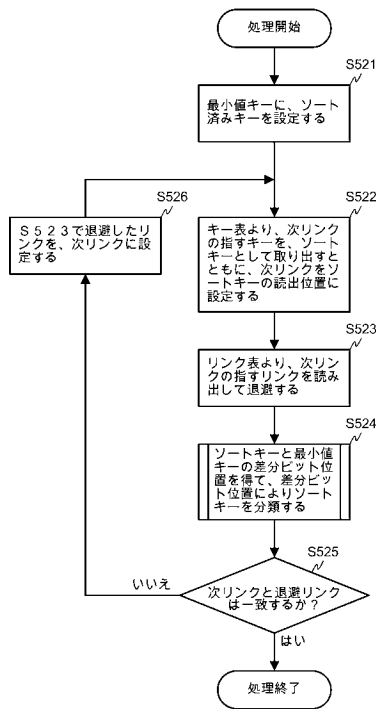 処理開始
S521
最小値キーに、ソート
済みキーを設定する
S526
S523で退避したリ
ンクを、次リンクに設
定する
S522
キー表より、次リンク
の指すキーを、ソート
キーとして取り出すと
ともに、次リンクをソ
ートキーの読出位置に
設定する
S523
リンク表より、次リン
クの指すリンクを読み
出して退避する
S524
ソートキーと最小値
キーの差分ビット位
置を得て、差分ビッ
ト位置によりソート
キーを分類する
S525
次リンクと退避リンク
は一致するか?
いいえ
はい
処理終了